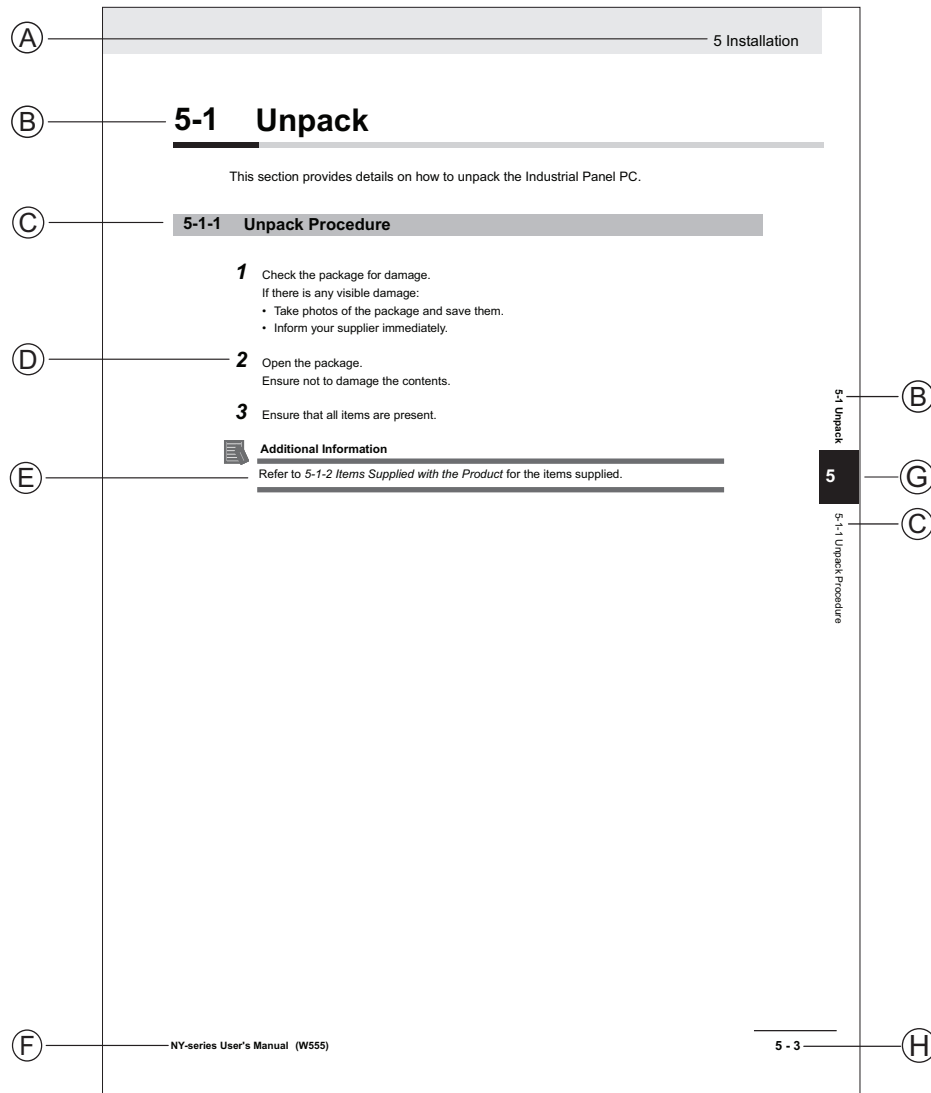 A
5 Installation
B
5-1 Unpack
This section provides details on how to unpack the Industrial Panel PC.
C
5-1-1 Unpack Procedure
1 Check the package for damage.
If there is any visible damage:
• Take photos of the package and save them.
• Inform your supplier immediately.
D
2 Open the package.
Ensure not to damage the contents.
3 Ensure that all items are present.
Additional Information
E
Refer to 5-1-2 Items Supplied with the Product for the items supplied.
5-1 Unpack
B
5
G
5-1-1 Unpack Procedure
C
F
NY-series User's Manual (W555)
5 - 3
H